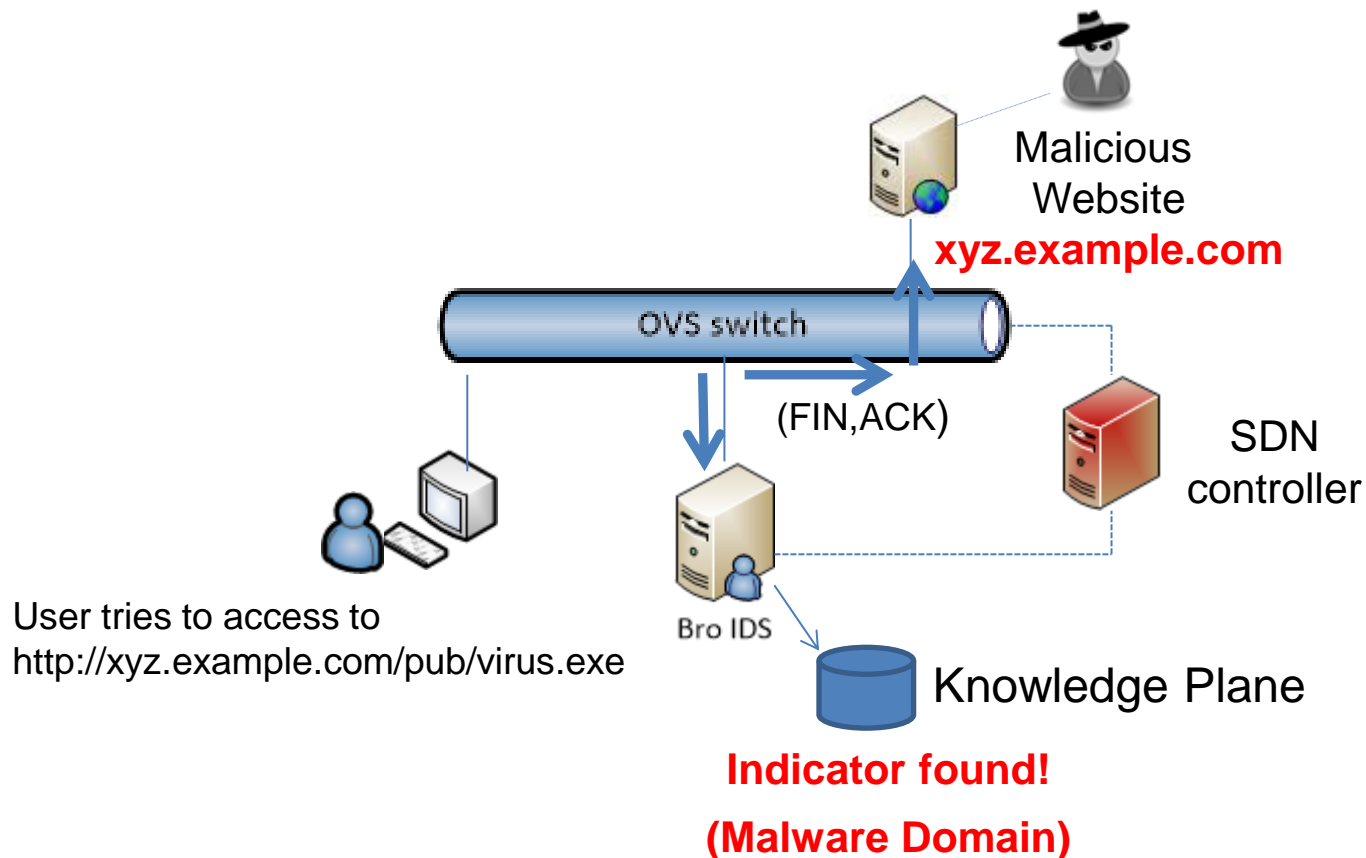 Malicious
Website
xyz.example.com
OVS switch
(FIN,ACK)
SDN
controller
User tries to access to
http://xyz.example.com/pub/virus.exe
Bro IDS
Knowledge Plane
Indicator found!
(Malware Domain)